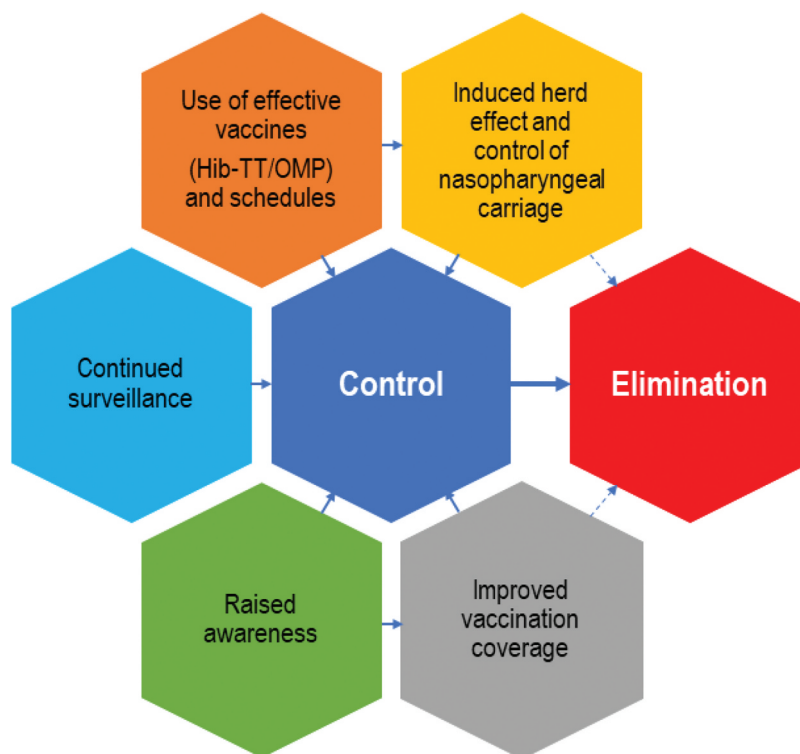 Use of effective
vaccines
(Hib-TT/OMP)
and schedules
Induced herd
effect and
control of
nasopharyngeal
carriage
Continued
surveillance
Control
Elimination
Raised
awareness
Improved
vaccination
coverage